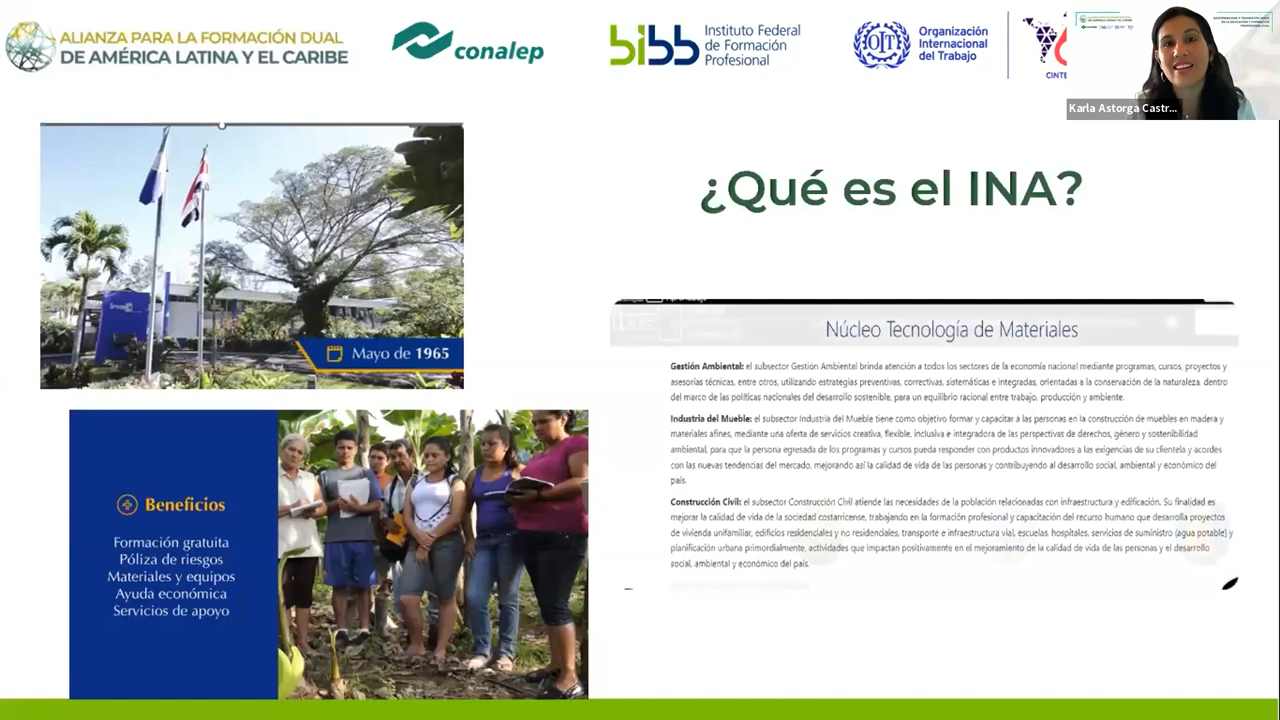 ALIANZA PARA LA FORMACIÓN DUAL
DE AMÉRICA LATINA Y EL CARIBE
conalep
bibb
Instituto Federal
de Formación
Profesional
OIT
Organización
Internacional
del Trabajo
CINTE
Karla Astorga Castr...
¿Qué es el INA?
Mayo de 1965
Núcleo Tecnología de Materiales
Gestión Ambiental: el subsector Gestión Ambiental brinda atención a todos los sectores de la economía nacional mediante programas, cursos, proyectos y
asesorías técnicas, entre otros, utilizando estrategias preventivas, correctivas, sistemáticas e integradas, orientadas a la conservación de la naturaleza, dentro
del marco de las políticas nacionales del desarrollo sostenible, para un equilibrio racional entre trabajo, producción y ambiente.
Industria del Mueble: el subsector Industria del Mueble tiene como objetivo formar y capacitar a las personas en la construcción de muebles en madera y
materiales afines, mediante una oferta de servicios creativa, flexible, inclusiva e integradora de las perspectivas de derechos, género y sostenibilidad
ambiental, para que la persona egresada de los programas y cursos pueda responder con productos innovadores a las exigencias de su clientela y acordes
con las nuevas tendencias del mercado, mejorando así la calidad de vida de las personas y contribuyendo al desarrollo social, ambiental y económico del
país.
Construcción Civil: el subsector Construcción Civil atiende las necesidades de la población relacionadas con infraestructura y edificación. Su finalidad es
mejorar la calidad de vida de la sociedad costarricense, trabajando en la formación profesional y capacitación del recurso humano que desarrolla proyectos
de vivienda unifamiliar, edificios residenciales y no residenciales, transporte e infraestructura vial, escuelas, hospitales, servicios de suministro (agua potable) y
planificación urbana primordialmente, actividades que impactan positivamente en el mejoramiento de la calidad de vida de las personas y el desarrollo
social, ambiental y económico del país.
Beneficios
Formación gratuita
Póliza de riesgos
Materiales y equipos
Ayuda económica
Servicios de apoyo